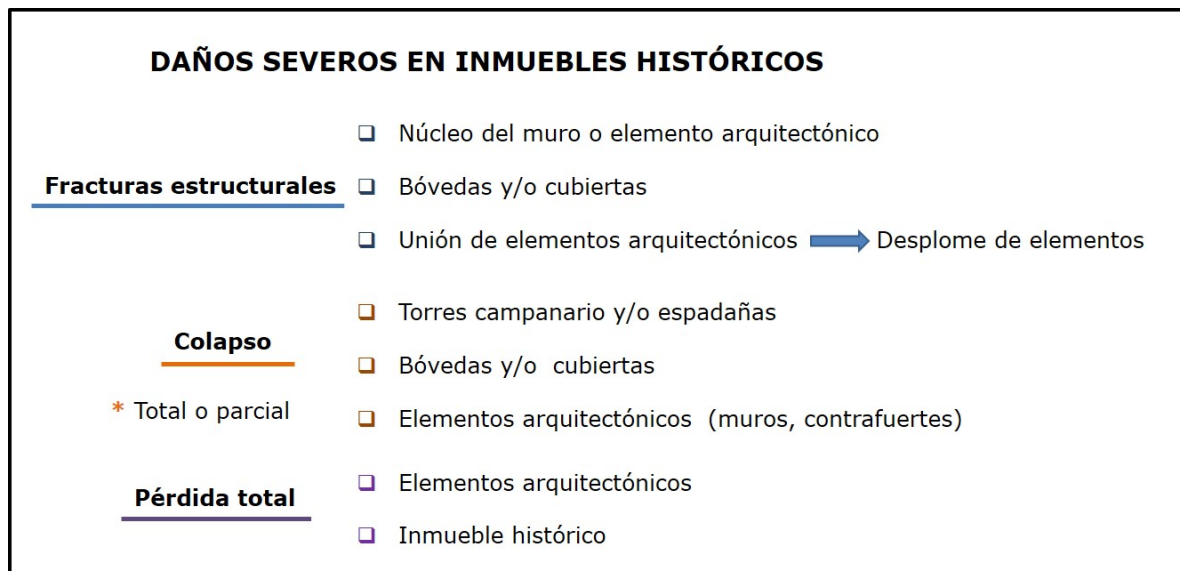 DAÑOS SEVEROS EN INMUEBLES HISTÓRICOS
Fracturas estructurales
Núcleo del muro o elemento arquitectónico
Bóvedas y/o cubiertas
Unión de elementos arquitectónicos Desplome de elementos
Colapso
* Total o parcial
Torres campanario y/o espadañas
Bóvedas y/o cubiertas
Elementos arquitectónicos (muros, contrafuertes)
Pérdida total
Elementos arquitectónicos
Inmueble histórico